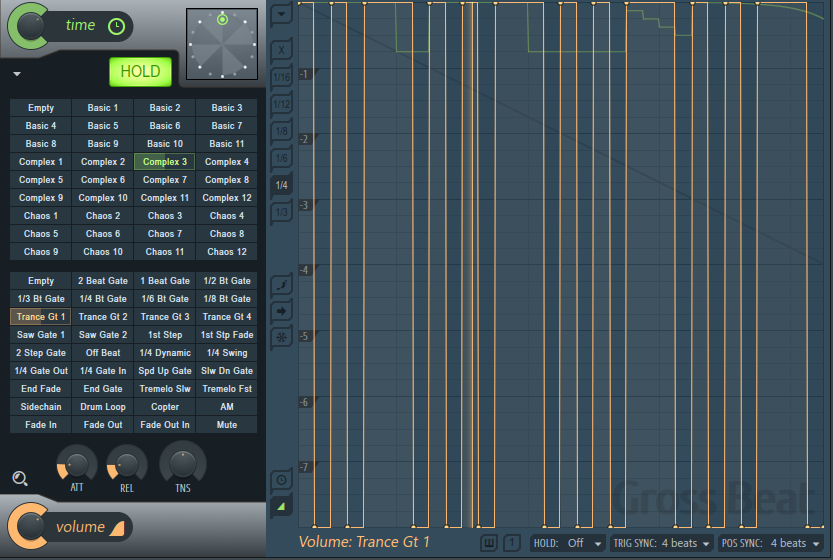 time
HOLD
Empty Basic 1 Basic 2 Basic 3
Basic 4 Basic 5 Basic 6 Basic 7
Basic 8 Basic 9 Basic 10 Basic 11
Complex 1 Complex 2 Complex 3 Complex 4
Complex 5 Complex 6 Complex 7 Complex 8
Complex 9 Complex 10 Complex 11 Complex 12
Chaos 1 Chaos 2 Chaos 3 Chaos 4
Chaos 5 Chaos 6 Chaos 7 Chaos 8
Chaos 9 Chaos 10 Chaos 11 Chaos 12
Empty 2 Beat Gate 1 Beat Gate 1/2 Bt Gate
1/3 Bt Gate 1/4 Bt Gate 1/6 Bt Gate 1/8 Bt Gate
Trance Gt 1 Trance Gt 2 Trance Gt 3 Trance Gt 4
Saw Gate 1 Saw Gate 2 1st Step 1st Stp Fade
2 Step Gate Off Beat 1/4 Dynamic 1/4 Swing
1/4 Gate Out 1/4 Gate In Spd Up Gate Slw Dn Gate
End Fade End Gate Tremelo Slw Tremelo Fst
Sidechain Drum Loop Copter AM
Fade In Fade Out Fade Out In Mute
ATT REL TNS
volume
X
1/16
1/12
1/8
1/6
1/4
1/3
-1
-2
-3
-4
-5
-6
-7
Gross Beat
Volume: Trance Gt 1
1
HOLD: Off
TRIG SYNC: 4 beats
POS SYNC: 4 beats